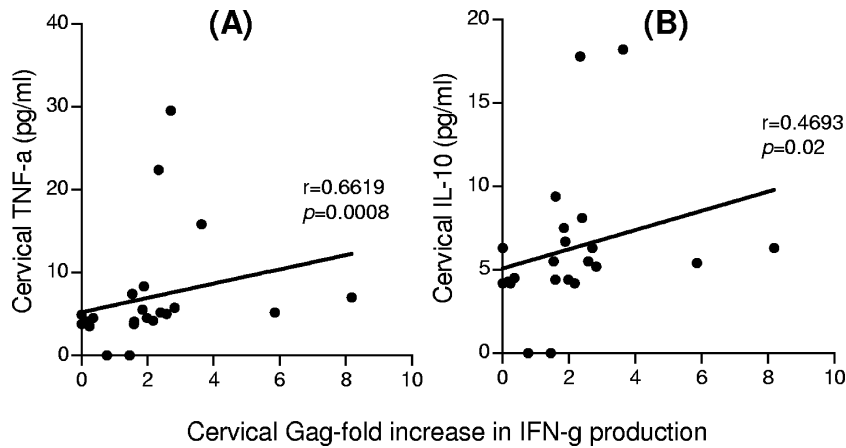 (A)
40
30
20
10
0
0 2 4 6 8 10
Cervical TNF-a (pg/ml)
r=0.6619
p=0.0008
(B)
20
15
10
5
0
0 2 4 6 8 10
Cervical IL-10 (pg/ml)
r=0.4693
p=0.02
Cervical Gag-fold increase in IFN-g production